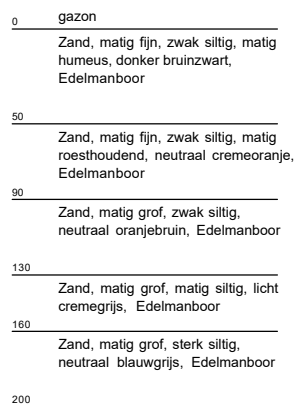 0
gazon
Zand, matig fijn, zwak siltig, matig
humeus, donker bruinzwart,
Edelmanboor
50
Zand, matig fijn, zwak siltig, matig
roesthoudend, neutraal cremeoranje,
Edelmanboor
90
Zand, matig grof, zwak siltig,
neutraal oranjebruin, Edelmanboor
130
Zand, matig grof, matig siltig, licht
cremegrijs, Edelmanboor
160
Zand, matig grof, sterk siltig,
neutraal blauwgrijs, Edelmanboor
200